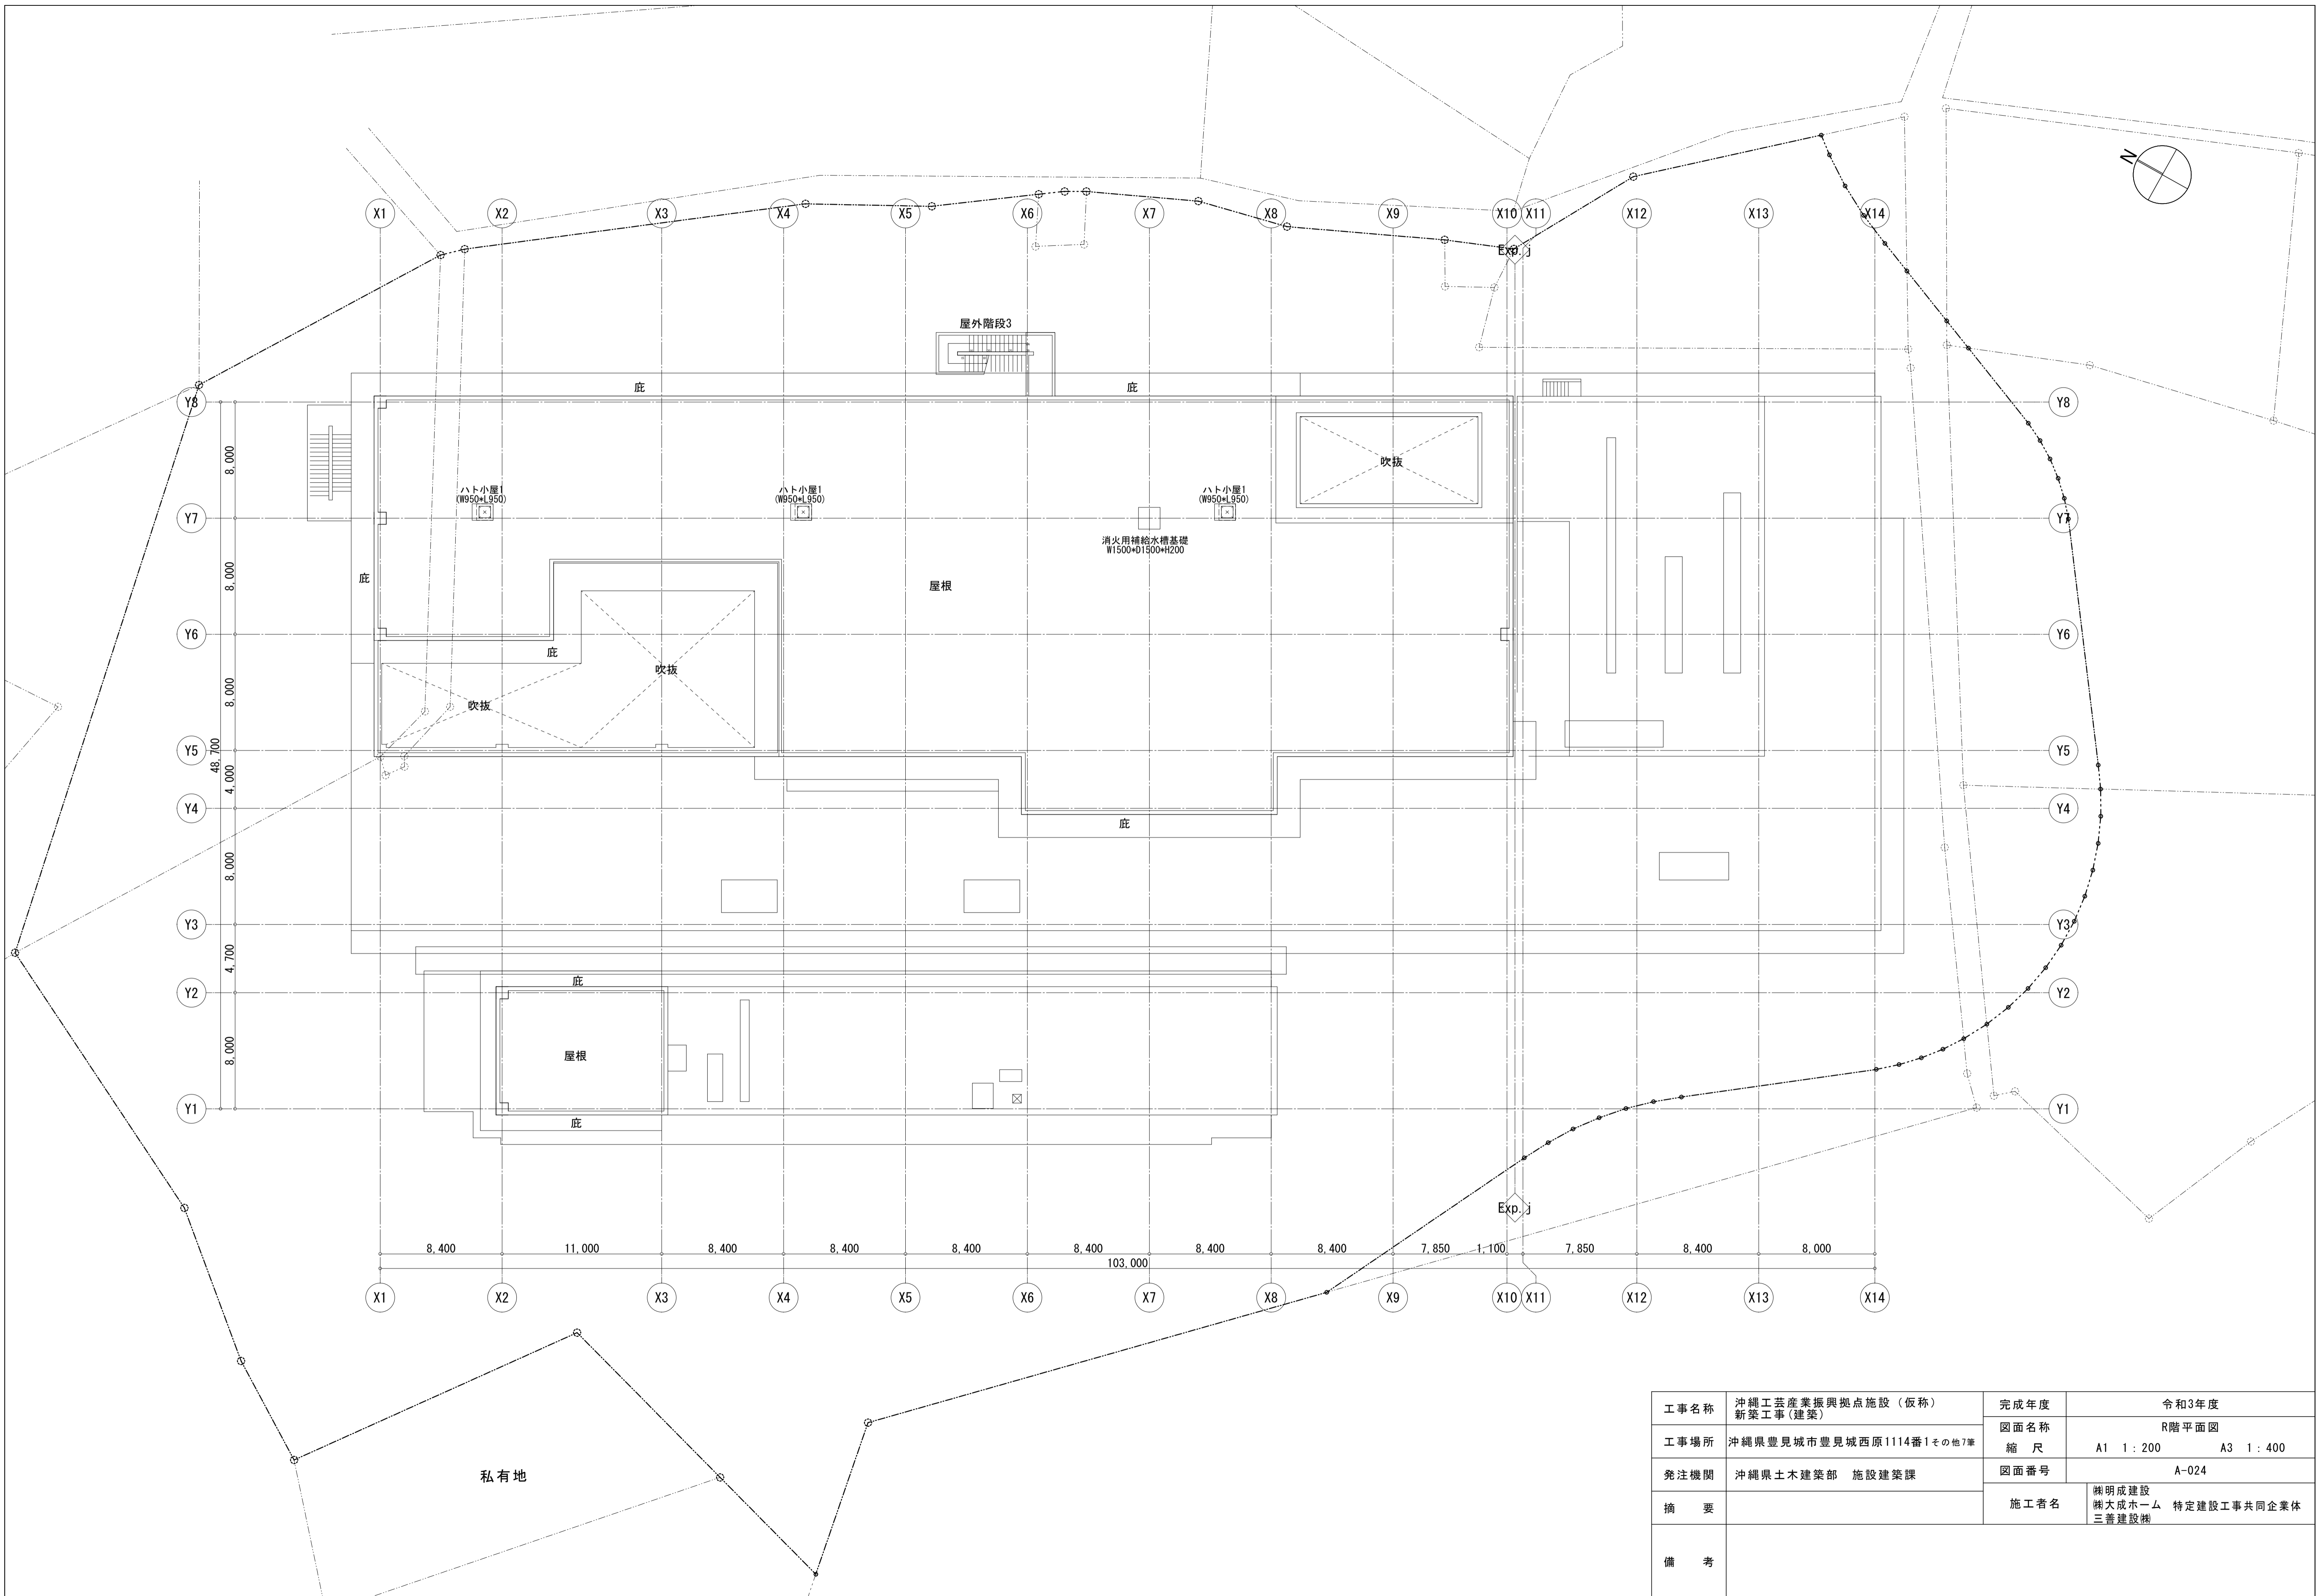 N
X1 X2 X3 X4 X5 X6 X7 X8 X9 X10 X11 X12 X13 X14
Exp. j
屋外階段3
庇 庇
Y8 Y8
8,000
吹抜
ハト小屋1 ハト小屋1 ハト小屋1
(W950*L950) (W950*L950) (W950*L950)
Y7 Y7
消火用補給水槽基礎
W1500*D1500*H200
8,000
庇
屋根
Y6 Y6
庇
吹抜
8,000
吹抜
Y5 Y5
48,700
4,000
Y4 Y4
庇
8,000
Y3 Y3
4,700
庇
Y2 Y2
8,000
屋根
Y1 Y1
庇
Exp. j
8,400 11,000 8,400 8,400 8,400 8,400 8,400 8,400 7,850 1,100 7,850 8,400 8,000
103,000
X1 X2 X3 X4 X5 X6 X7 X8 X9 X10 X11 X12 X13 X14
私有地
工事名称 沖縄工芸産業振興拠点施設（仮称）
新築工事(建築)
完成年度 令和3年度
工事場所 沖縄県豊見城市豊見城西原1114番1その他7筆
図面名称 R階平面図
縮 尺 A1 1：200 A3 1：400
発注機関 沖縄県土木建築部 施設建築課
図面番号 A-024
摘 要
施工者名 ㈱明成建設
㈱大成ホーム 特定建設工事共同企業体
三善建設㈱
備 考